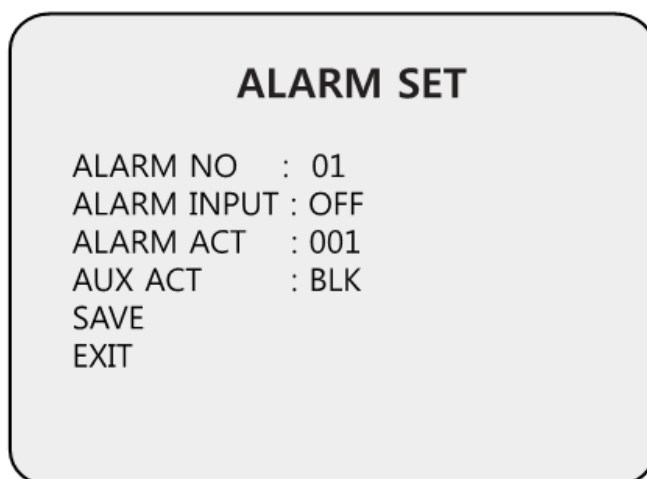 ALARM SET
ALARM NO : 01
ALARM INPUT : OFF
ALARM ACT : 001
AUX ACT : BLK
SAVE
EXIT